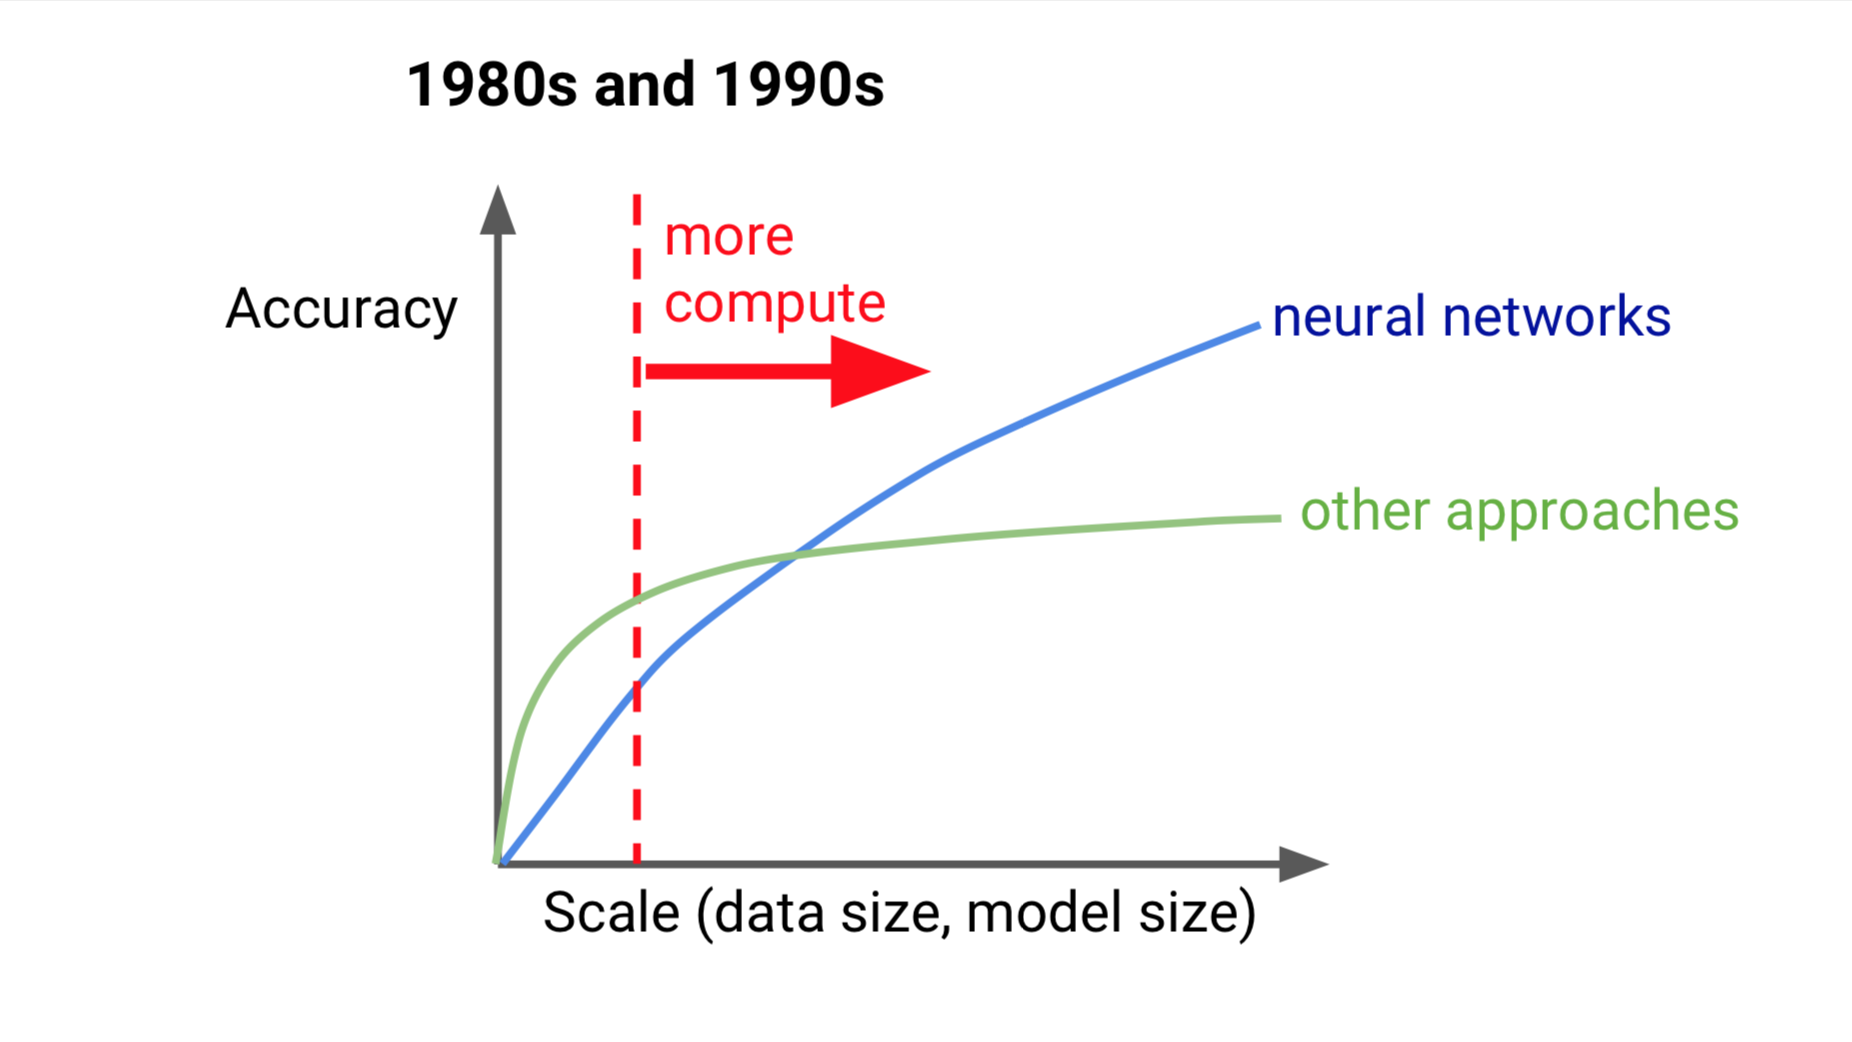 1980s and 1990s
more
compute
Accuracy
neural networks
other approaches
Scale (data size, model size)